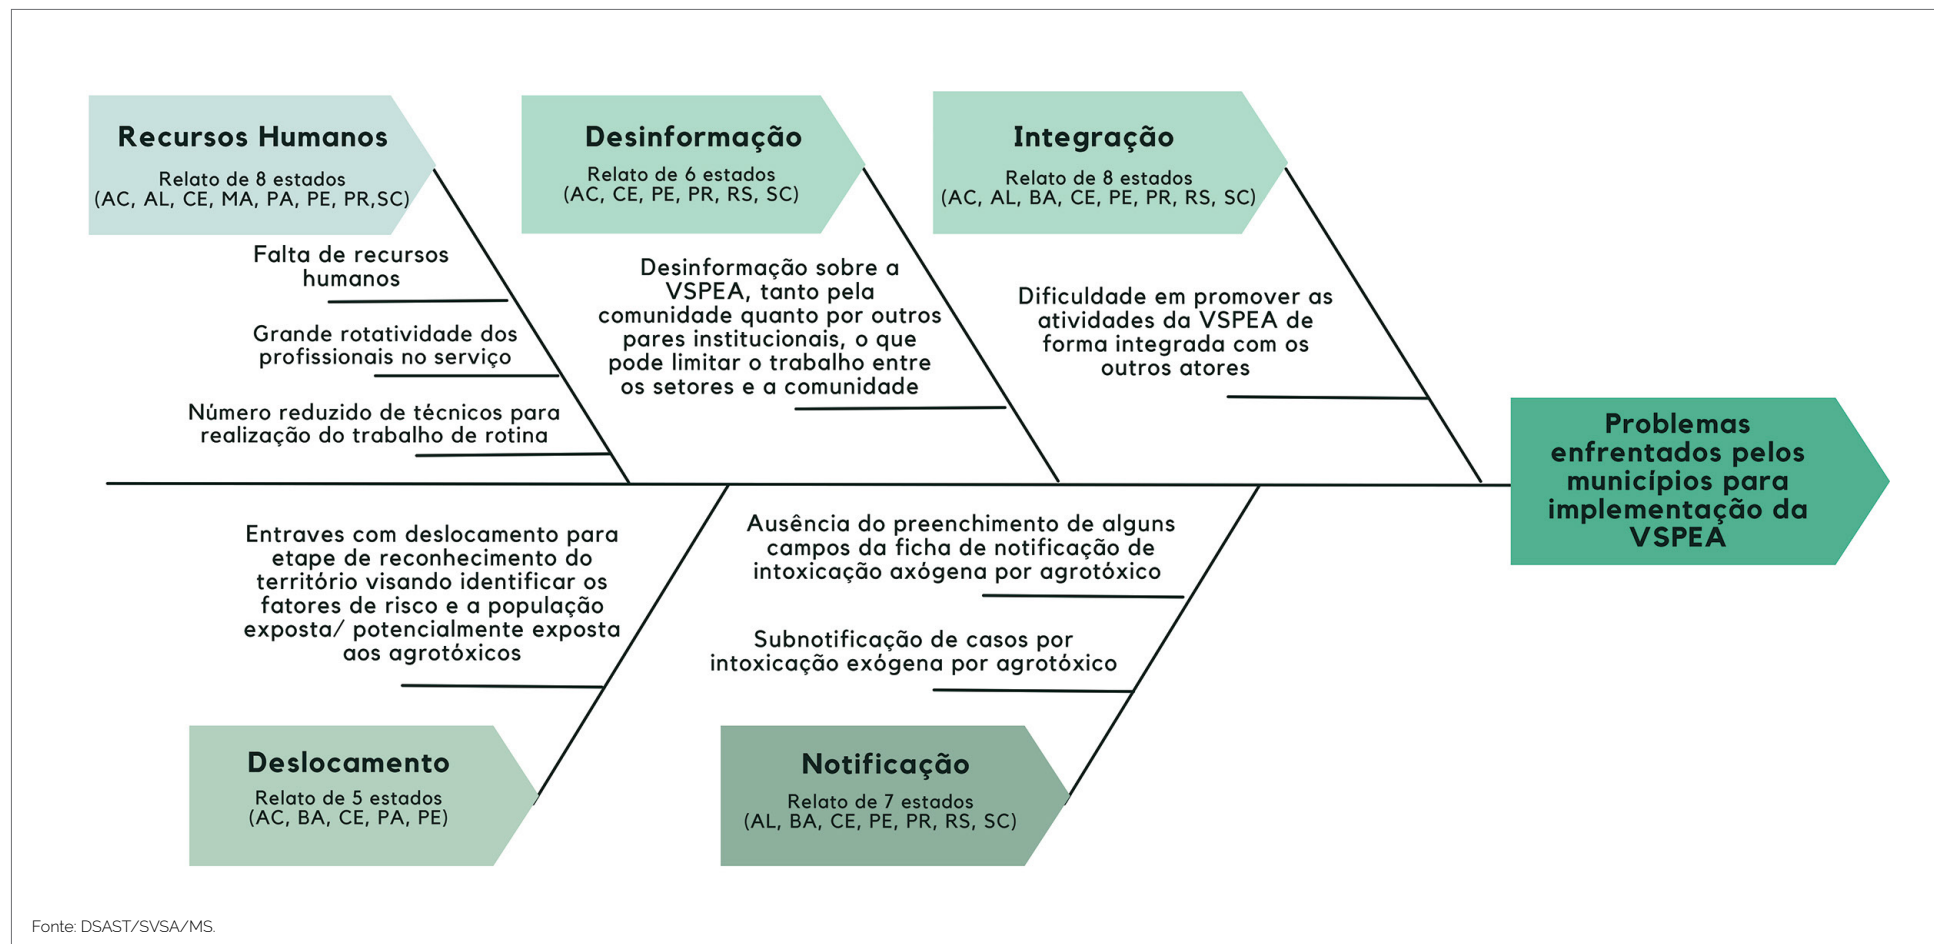 Recursos Humanos
Relato de 8 estados
(AC, AL, CE, MA, PA, PE, PR,SC)
Falta de recursos
humanos
Grande rotatividade dos
profissionais no serviço
Número reduzido de técnicos para
realização do trabalho de rotina
Desinformação
Relato de 6 estados
(AC, CE, PE, PR, RS, SC)
Desinformação sobre a
VSPEA, tanto pela
comunidade quanto por outros
pares institucionais, o que
pode limitar o trabalho entre
os setores e a comunidade
Integração
Relato de 8 estados
(AC, AL, BA, CE, PE, PR, RS, SC)
Dificuldade em promover as
atividades da VSPEA de
forma integrada com os
outros atores
Problemas
enfrentados pelos
municípios para
implementação da
VSPEA
Entraves com deslocamento para
etape de reconhecimento do
território visando identificar os
fatores de risco e a população
exposta/ potencialmente exposta
aos agrotóxicos
Deslocamento
Relato de 5 estados
(AC, BA, CE, PA, PE)
Ausência do preenchimento de alguns
campos da ficha de notificação de
intoxicação axógena por agrotóxico
Subnotificação de casos por
intoxicação exógena por agrotóxico
Notificação
Relato de 7 estados
(AL, BA, CE, PE, PR, RS, SC)
Fonte: DSAST/SVSA/MS.